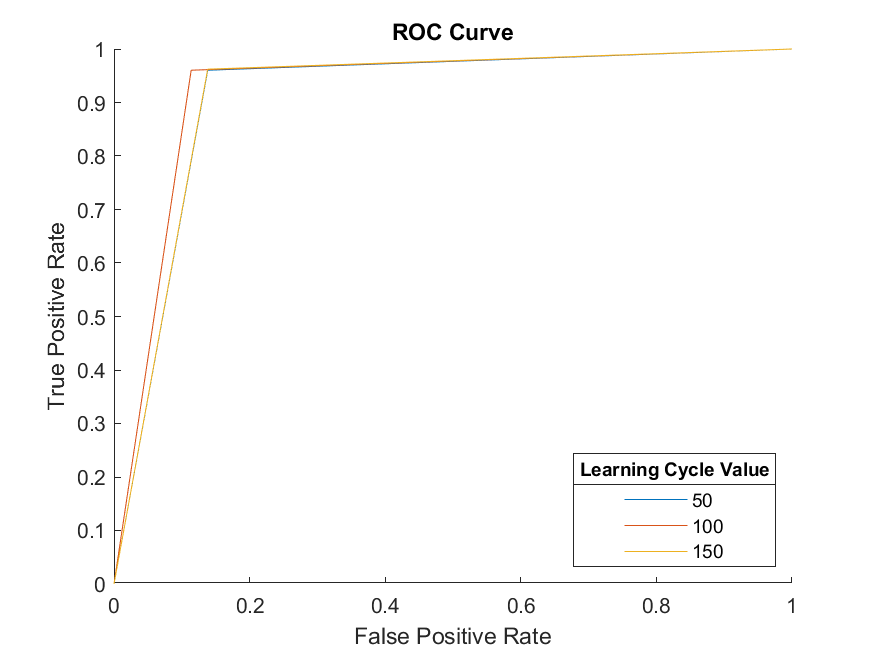 ROC Curve
1
0.9
0.8
0.7
0.6
0.5
0.4
0.3
0.2
0.1
0
True Positive Rate
Learning Cycle Value
50
100
150
0 0.2 0.4 0.6 0.8 1
False Positive Rate